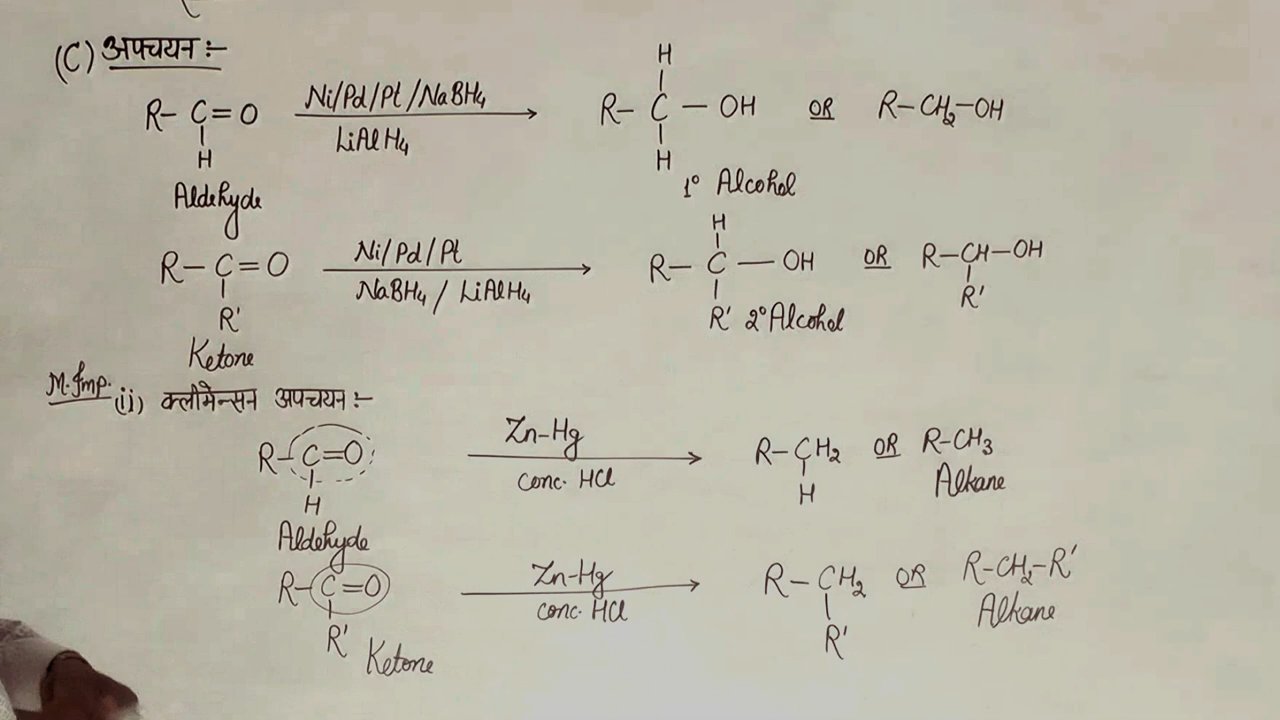 (C) अपचयन :-
R- C = O Ni/Pd/Pt /NaBH4 H
H LiAlH4 R- C - OH OR R-CH2-OH
Aldehyde H
1° Alcohol
R- C = O Ni/Pd/Pt H
R' NaBH4 / LiAlH4 R- C - OH OR R-CH-OH
Ketone R' 2° Alcohol R'
M. Imp. (ii) क्लीमेन्सन अपचयन :-
R-C=O Zn-Hg R-CH2 OR R-CH3
H conc. HCl H Alkane
Aldehyde
R-C=O Zn-Hg R-CH2 OR R-CH2-R'
R' conc. HCl R' Alkane
Ketone